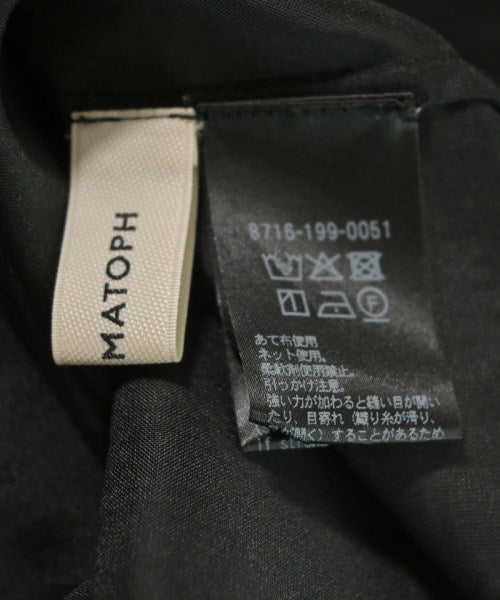 MATOPH
8716-199-0051
あて布使用
ネット使用。
柔軟剤使用禁止。
引っかけ注意。
強い力が加わると縫い目が開い
たり、目寄れ（織り糸が滑り、
が開く）することがあるため